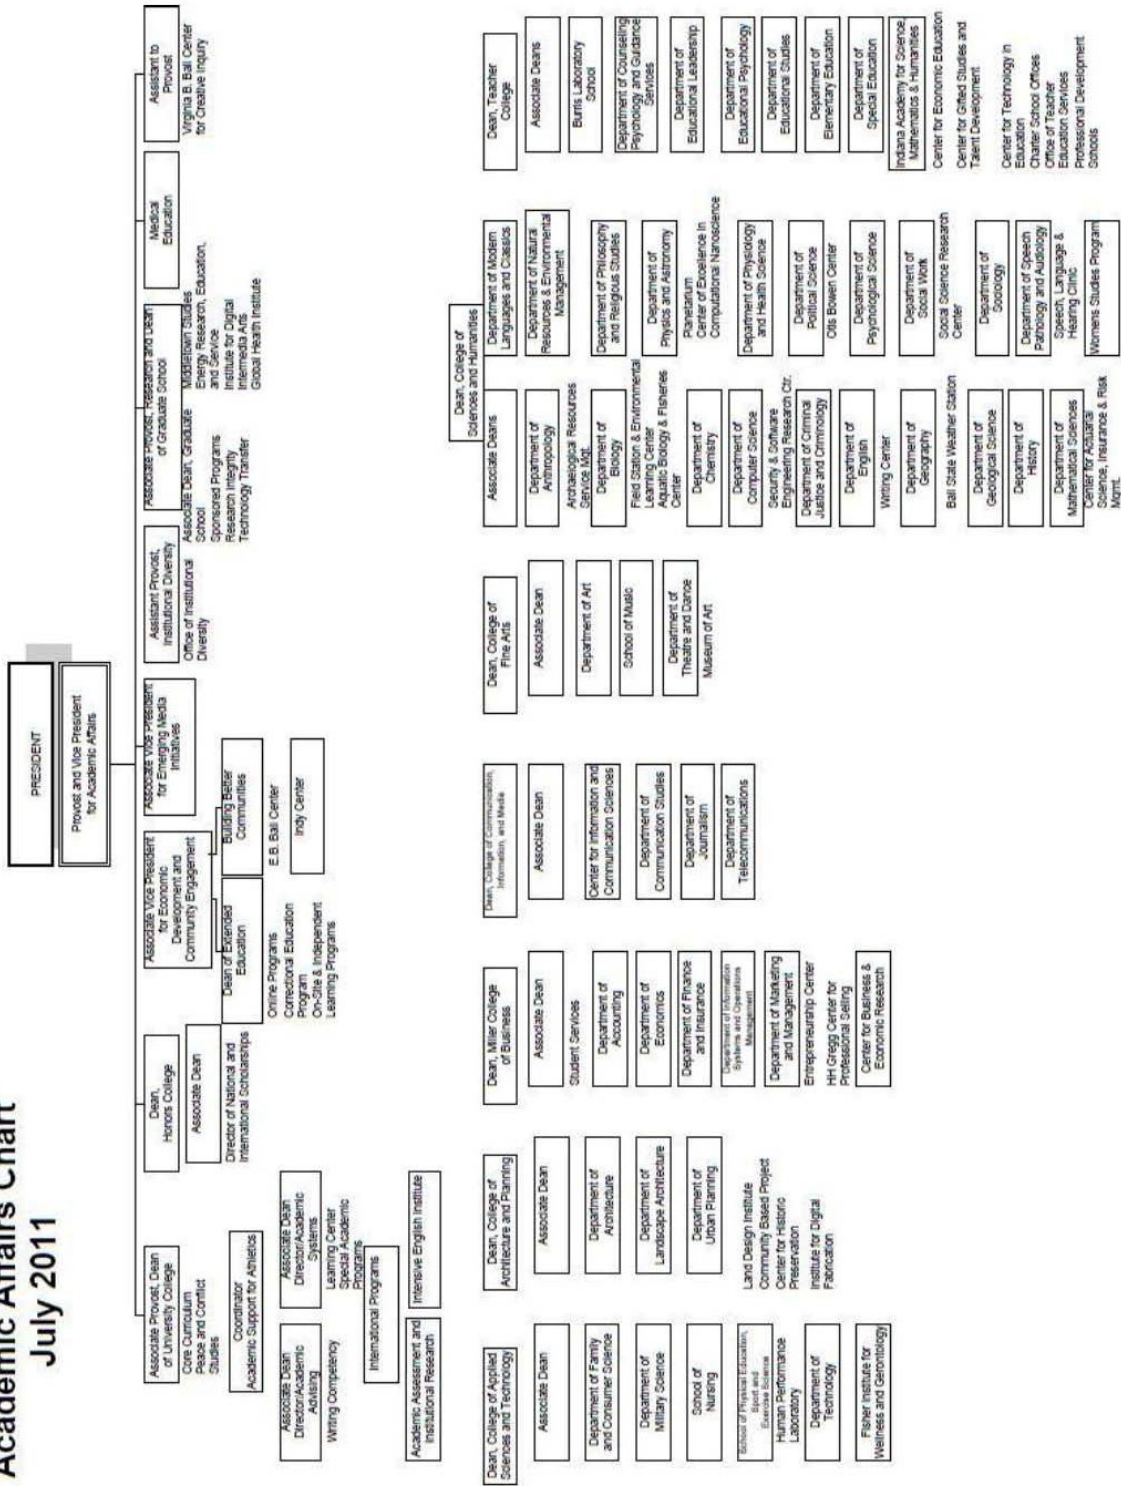 Academic Affairs Chart
July 2011
PRESIDENT
Provost and Vice President
for Academic Affairs
Associate Provost, Dean
of University College
Core Curriculum
Peace and Conflict
Studies
Coordinator
Academic Support for Athletics
Associate Dean
Director/Academic
Advising
Writing Competency
Associate Dean
Director/Academic
Systems
Learning Center
Special Academic
Programs
International Programs
Academic Assessment and
Institutional Research
Intensive English Institute
Dean,
Honors College
Associate Dean
Director of National and
International Scholarships
Associate Vice President
for Economic
Development and
Community Engagement
Dean of Extended
Education
Online Programs
Correctional Education
Program
On-Site & Independent
Learning Programs
Building Better
Communities
E.B. Ball Center
Indy Center
Associate Vice President
for Emerging Media
Initiatives
Assistant Provost,
Institutional Diversity
Office of Institutional
Diversity
Associate Provost, Research and Dean
of Graduate School
Associate Dean, Graduate
School
Sponsored Programs
Research Integrity
Technology Transfer
Middletown Studies
Energy Research, Education,
and Service
Institute for Digital
Intermedia Arts
Global Health Institute
Medical
Education
Assistant to
Provost
Virginia B. Ball Center
for Creative Inquiry
Dean, College of Applied
Sciences and Technology
Associate Dean
Department of Family
and Consumer Science
Department of
Military Science
School of
Nursing
School of Physical Education,
Sport and
Exercise Science
Human Performance
Laboratory
Department of
Technology
Fisher Institute for
Wellness and Gerontology
Dean, College of
Architecture and Planning
Associate Dean
Department of
Architecture
Department of
Landscape Architecture
Department of
Urban Planning
Land Design Institute
Community Based Project
Center for Historic
Preservation
Institute for Digital
Fabrication
Dean, Miller College
of Business
Associate Dean
Student Services
Department of
Accounting
Department of
Economics
Department of Finance
and Insurance
Department of Information
Systems and Operations
Management
Department of Marketing
and Management
Entrepreneurship Center
HH Gregg Center for
Professional Selling
Center for Business &
Economic Research
Dean, College of Communication,
Information, and Media
Associate Dean
Center for Information and
Communication Sciences
Department of
Communication Studies
Department of
Journalism
Department of
Telecommunications
Dean, College of
Fine Arts
Associate Dean
Department of Art
School of Music
Department of
Theatre and Dance
Museum of Art
Dean, College of
Sciences and Humanities
Associate Deans
Department of
Anthropology
Archaelogical Resources
Service Mgt.
Department of
Biology
Field Station & Environmental
Learning Center
Aquatic Biology & Fisheries
Center
Department of
Chemistry
Department of
Computer Science
Security & Software
Engineering Research Ctr.
Department of Criminal
Justice and Criminology
Department of
English
Writing Center
Department of
Geography
Ball State Weather Station
Department of
Geological Science
Department of
History
Department of
Mathematical Sciences
Center for Actuarial
Science, Insurance & Risk
Mgmt.
Department of Modern
Languages and Classics
Department of Natural
Resources & Environmental
Management
Department of Philosophy
and Religious Studies
Department of
Physics and Astronomy
Planetarium
Center of Excellence in
Computational Nanoscience
Department of Physiology
and Health Science
Department of
Political Science
Otis Bowen Center
Department of
Psychological Science
Department of
Social Work
Social Science Research
Center
Department of
Sociology
Department of Speech
Pathology and Audiology
Speech, Language &
Hearing Clinic
Womens Studies Program
Dean, Teacher
College
Associate Deans
Burris Laboratory
School
Department of Counseling
Psychology and Guidance
Services
Department of
Educational Leadership
Department of
Educational Psychology
Department of
Educational Studies
Department of
Elementary Education
Department of
Special Education
Indiana Academy for Science,
Mathematics & Humanities
Center for Economic Education
Center for Gifted Studies and
Talent Development
Center for Technology in
Education
Charter School Offices
Office of Teacher
Education Services
Professional Development
Schools